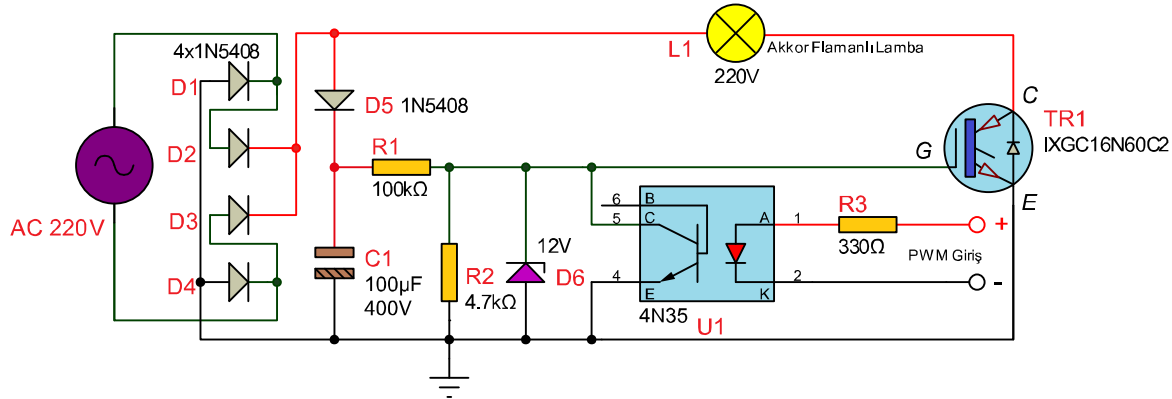 4x1N5408
D1
D2
D3
D4
AC 220V
D5 1N5408
R1
100kΩ
C1
100µF
400V
R2
4.7kΩ
12V
D6
L1
Akkor Flamanlı Lamba
220V
6
B
5
C
4
E
A
1
K
2
4N35
U1
R3
330Ω
+
PWM Giriş
-
C
G
E
TR1
IXGC16N60C2